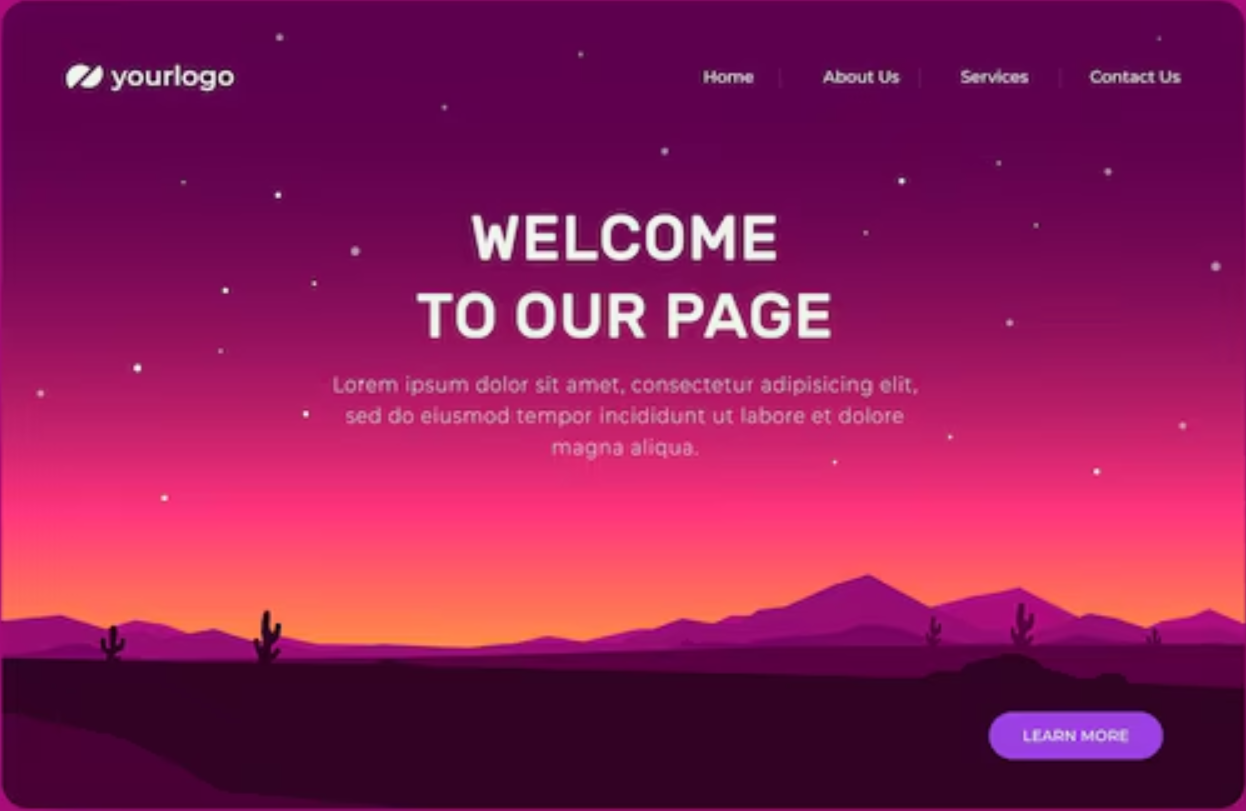 yourlogo
Home
About Us
Services
Contact Us
WELCOME
TO OUR PAGE
Lorem ipsum dolor sit amet, consectetur adipisicing elit,
sed do eiusmod tempor incididunt ut labore et dolore
magna aliqua.
LEARN MORE